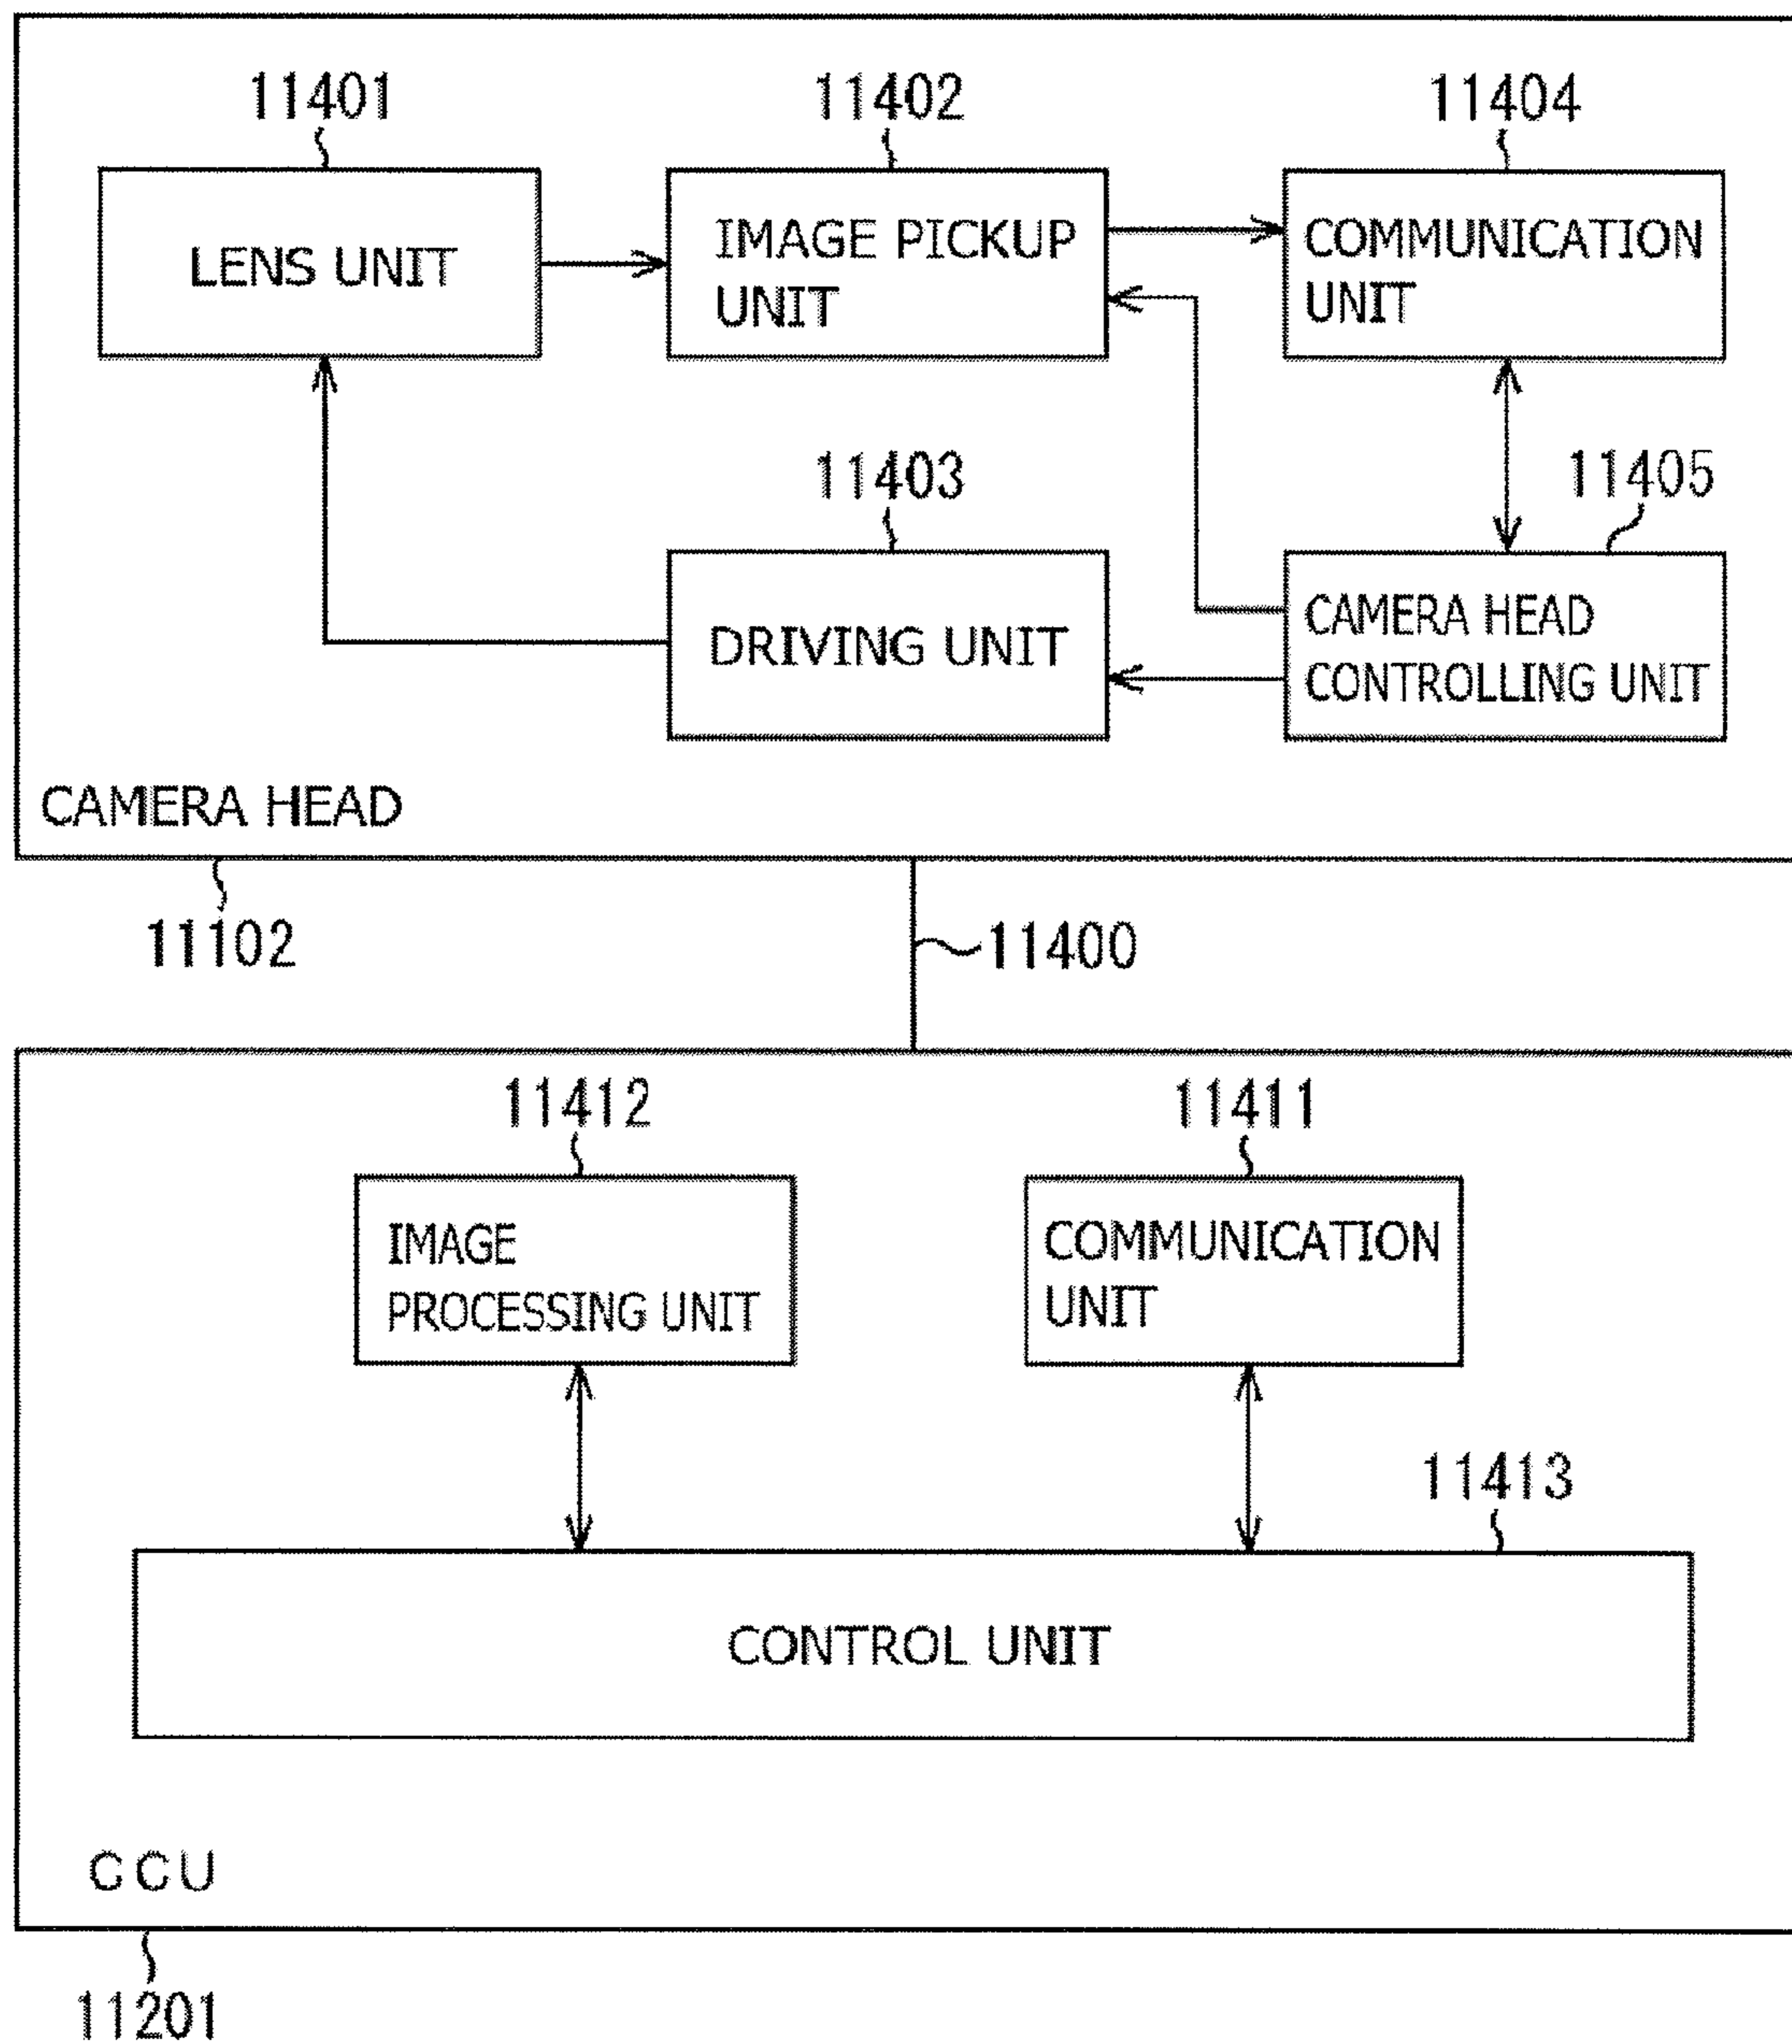 11401
11402
11404
LENS UNIT
IMAGE PICKUP
UNIT
COMMUNICATION
UNIT
11403
11405
DRIVING UNIT
CAMERA HEAD
CONTROLLING UNIT
CAMERA HEAD
11102
11400
11412
11411
IMAGE
PROCESSING UNIT
COMMUNICATION
UNIT
11413
CONTROL UNIT
CCU
11201